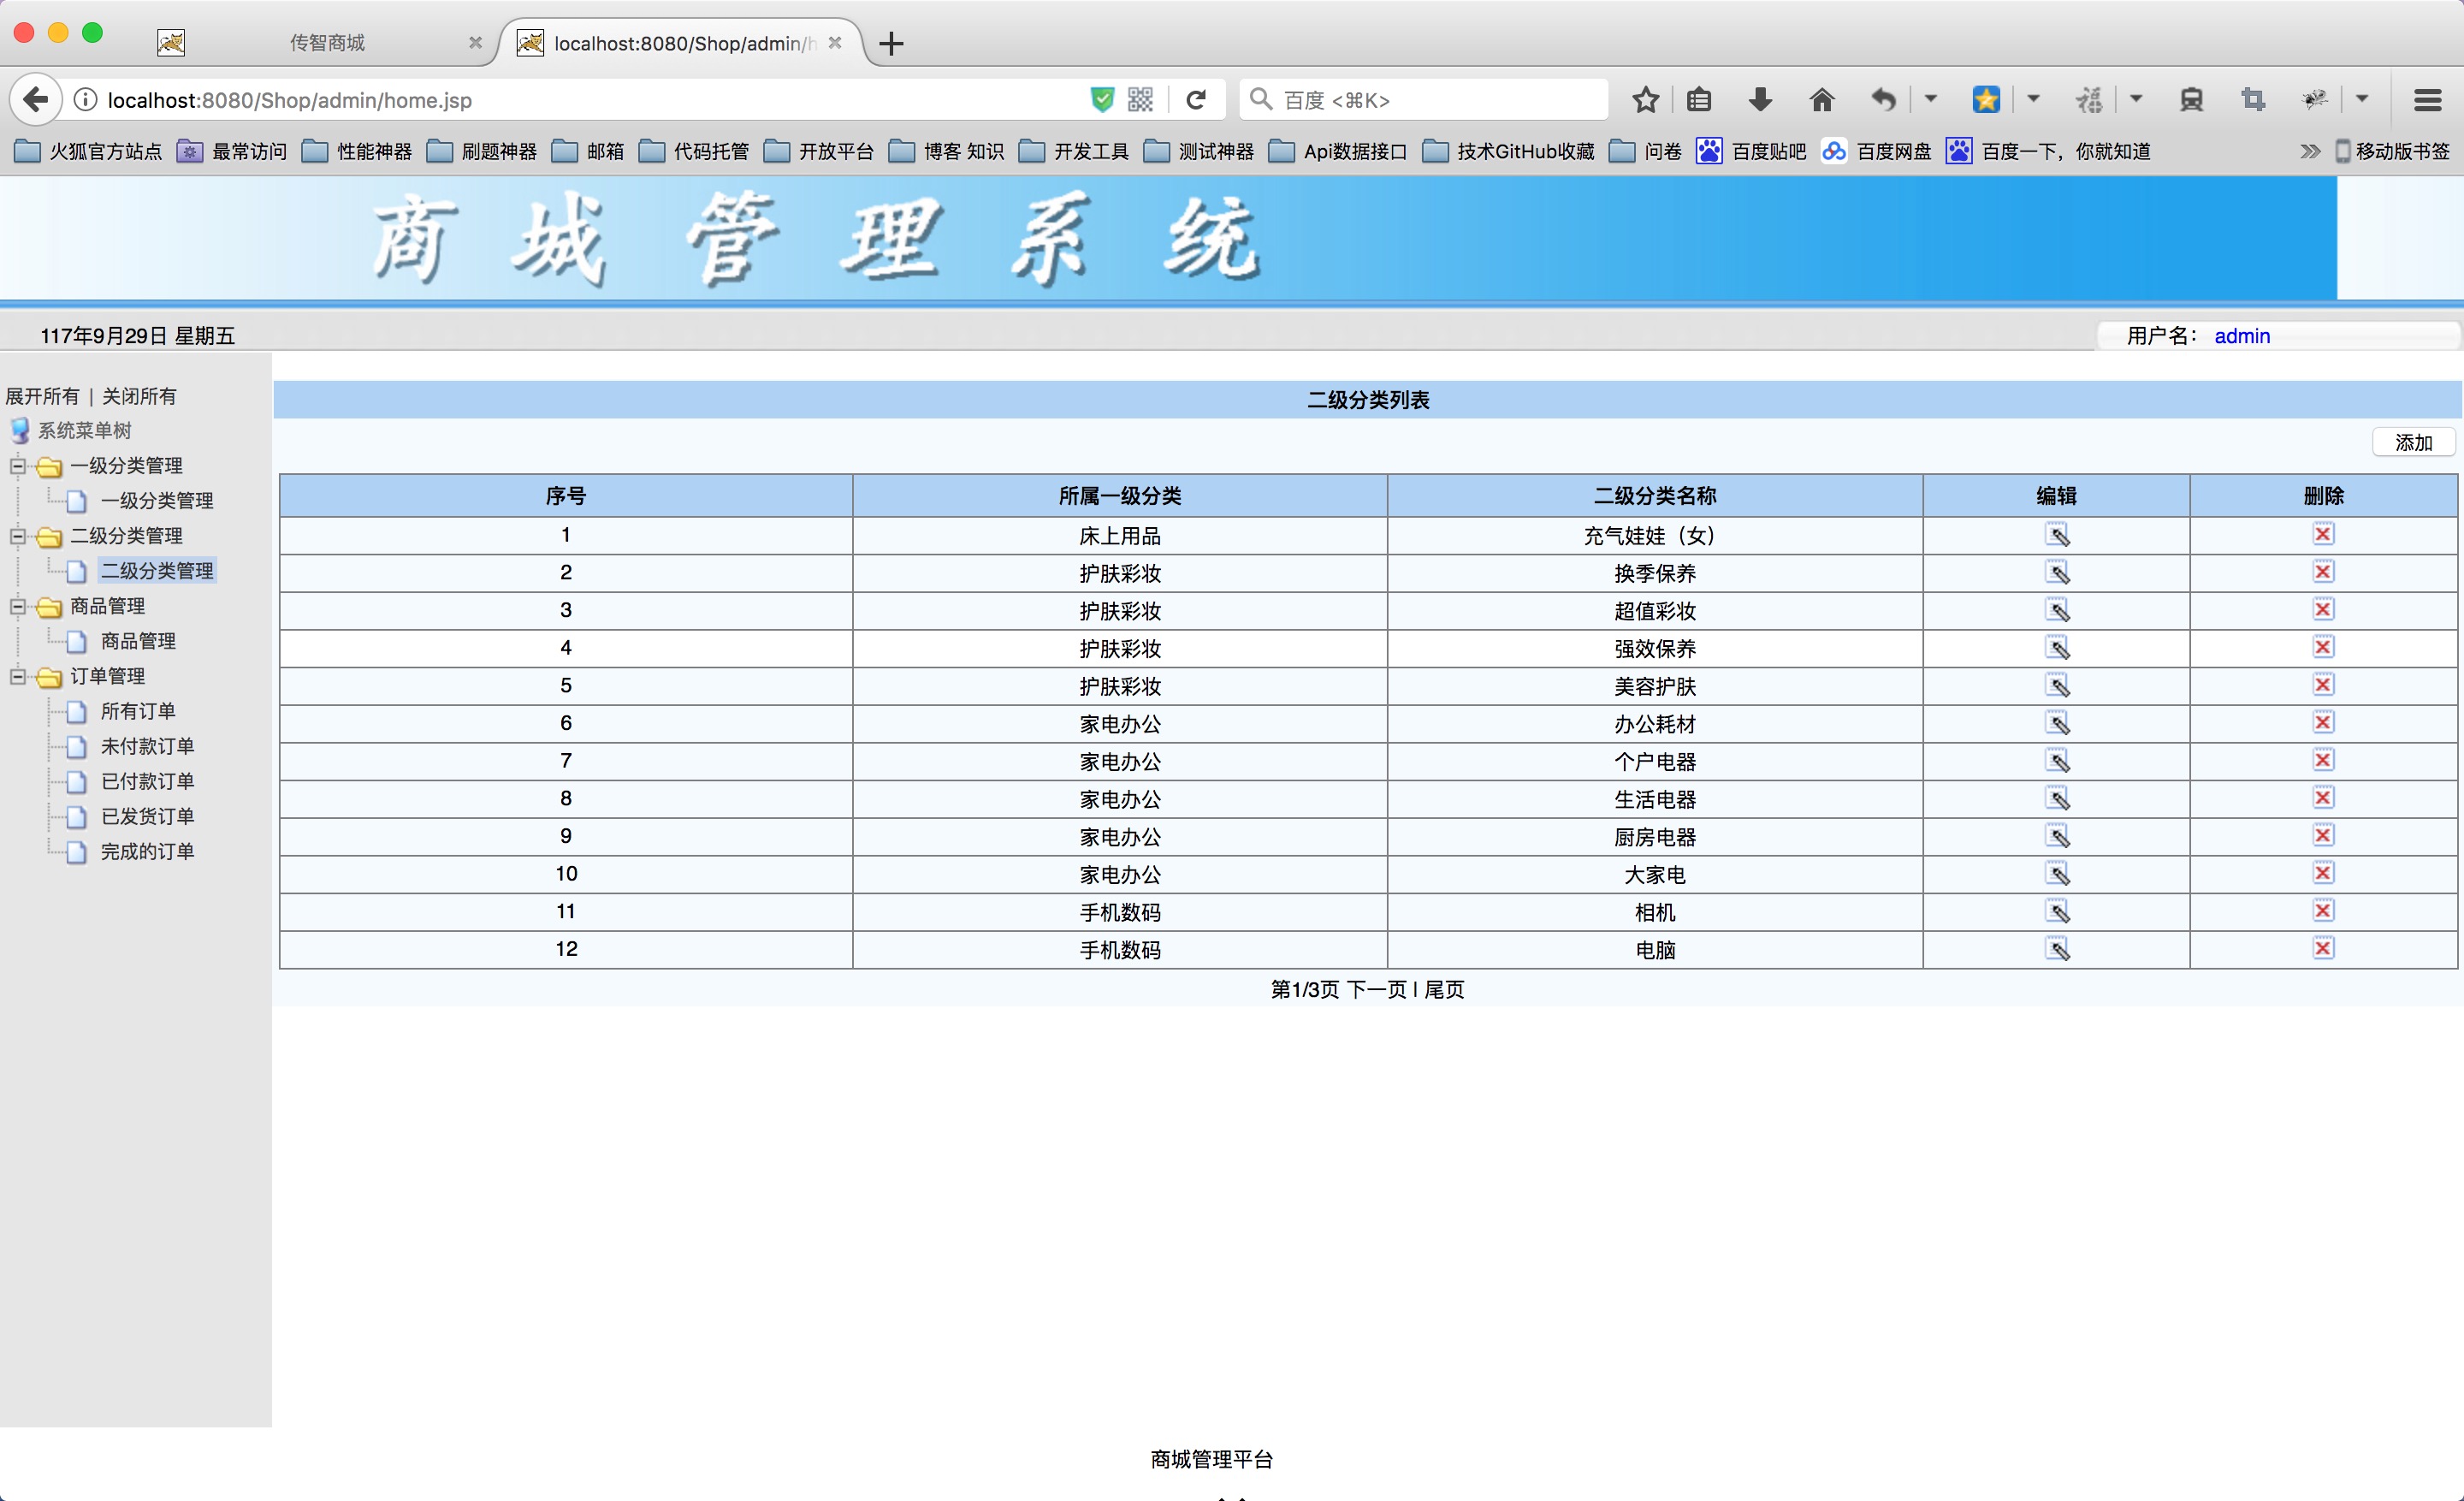 传智商城
localhost:8080/Shop/admin/h
localhost:8080/Shop/admin/home.jsp
百度 <⌘K>
火狐官方站点 最常访问 性能神器 刷题神器 邮箱 代码托管 开放平台 博客 知识 开发工具 测试神器 Api数据接口 技术GitHub收藏 问卷 百度贴吧 百度网盘 百度一下，你就知道 移动版书签
商城管理系统
117年9月29日 星期五
用户名： admin
展开所有 | 关闭所有
系统菜单树
一级分类管理
一级分类管理
二级分类管理
二级分类管理
商品管理
商品管理
订单管理
所有订单
未付款订单
已付款订单
已发货订单
完成的订单
二级分类列表
添加
序号 所属一级分类 二级分类名称 编辑 删除
1 床上用品 充气娃娃（女）
2 护肤彩妆 换季保养
3 护肤彩妆 超值彩妆
4 护肤彩妆 强效保养
5 护肤彩妆 美容护肤
6 家电办公 办公耗材
7 家电办公 个户电器
8 家电办公 生活电器
9 家电办公 厨房电器
10 家电办公 大家电
11 手机数码 相机
12 手机数码 电脑
第1/3页 下一页 | 尾页
商城管理平台